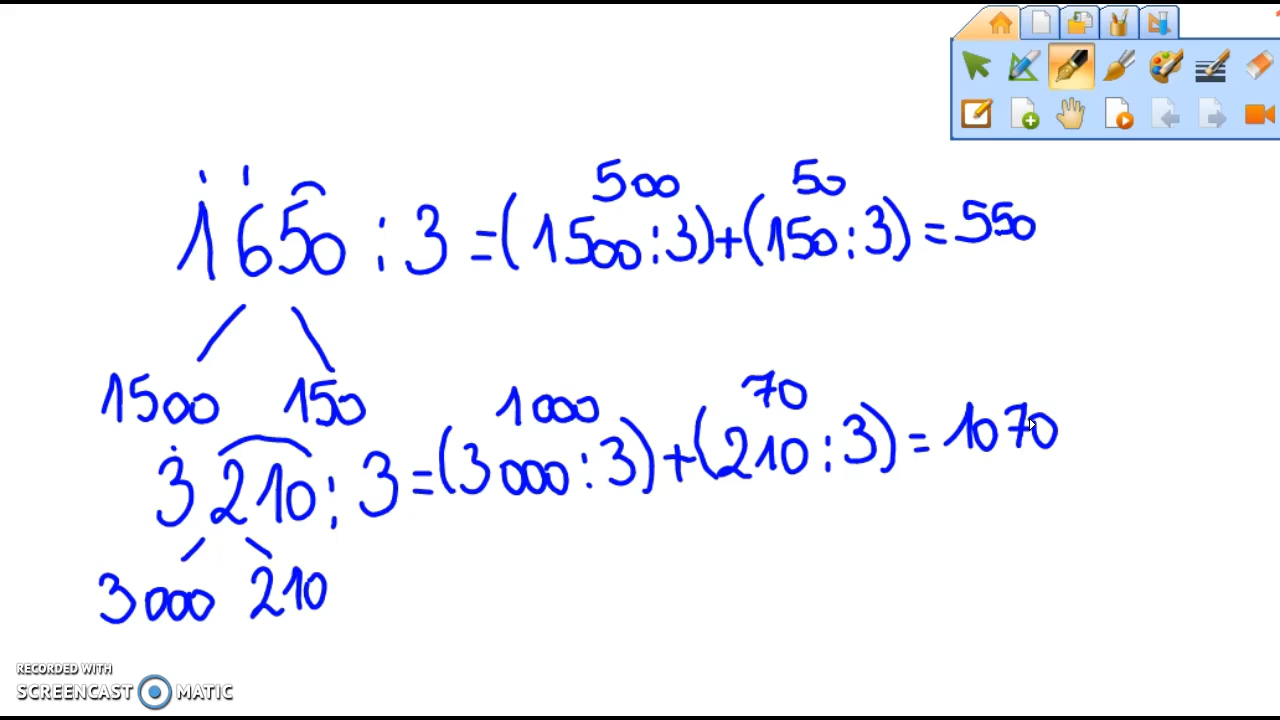 500 50
1650 : 3 = (1500 : 3) + (150 : 3) = 550
1500 150
1000 70
3210 : 3 = (3000 : 3) + (210 : 3) = 1070
3000 210
RECORDED WITH
SCREENCAST MATIC